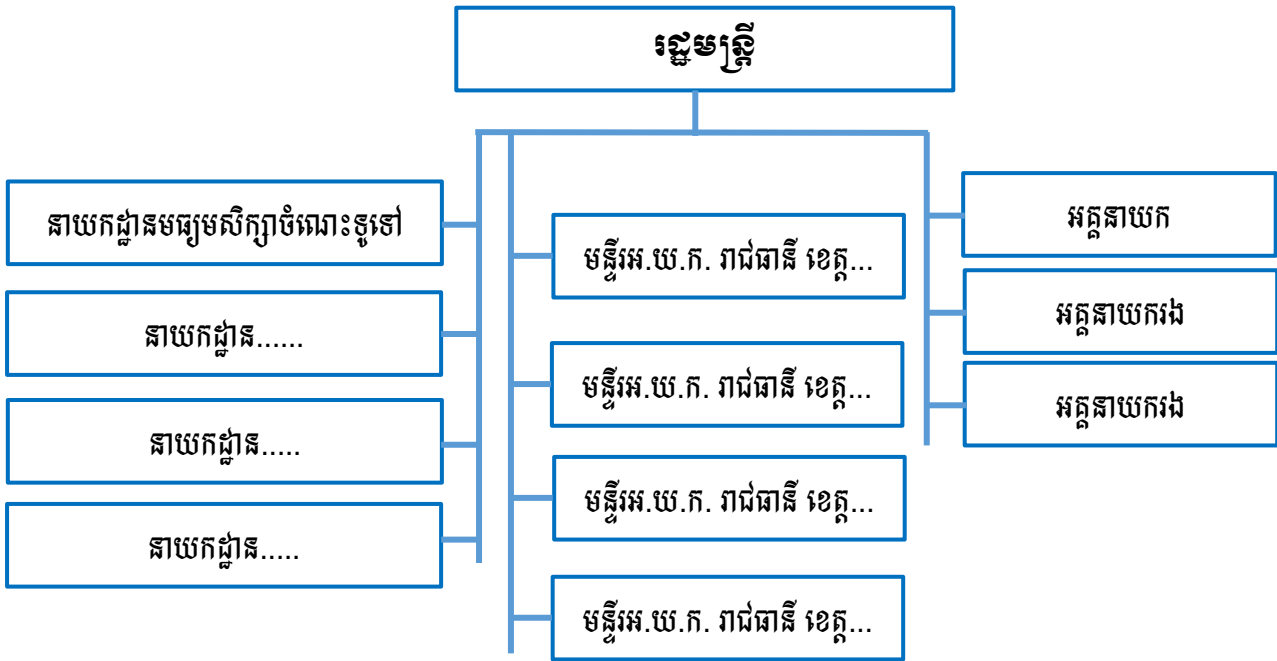 រដ្ឋមន្ត្រី
នាយកដ្ឋានមធ្យមសិក្សាចំណេះទូទៅ
នាយកដ្ឋាន......
នាយកដ្ឋាន.....
នាយកដ្ឋាន.....
មន្ទីរអ.យ.ក. រាជធានី ខេត្ត...
មន្ទីរអ.យ.ក. រាជធានី ខេត្ត...
មន្ទីរអ.យ.ក. រាជធានី ខេត្ត...
មន្ទីរអ.យ.ក. រាជធានី ខេត្ត...
អគ្គនាយក
អគ្គនាយករង
អគ្គនាយករង